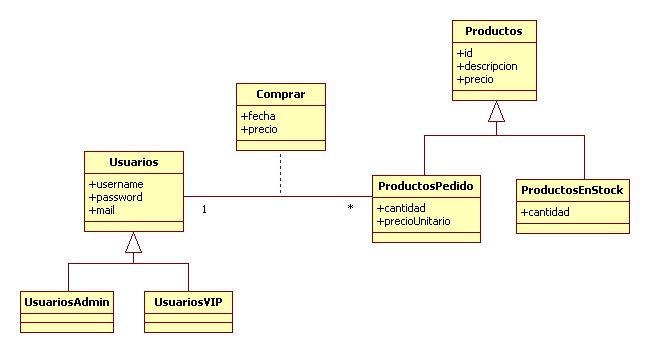 Productos
+id
+descripcion
+precio
Comprar
+fecha
+precio
Usuarios
+username
+password
+mail
1
*
ProductosPedido
+cantidad
+precioUnitario
ProductosEnStock
+cantidad
UsuariosAdmin
UsuariosVIP